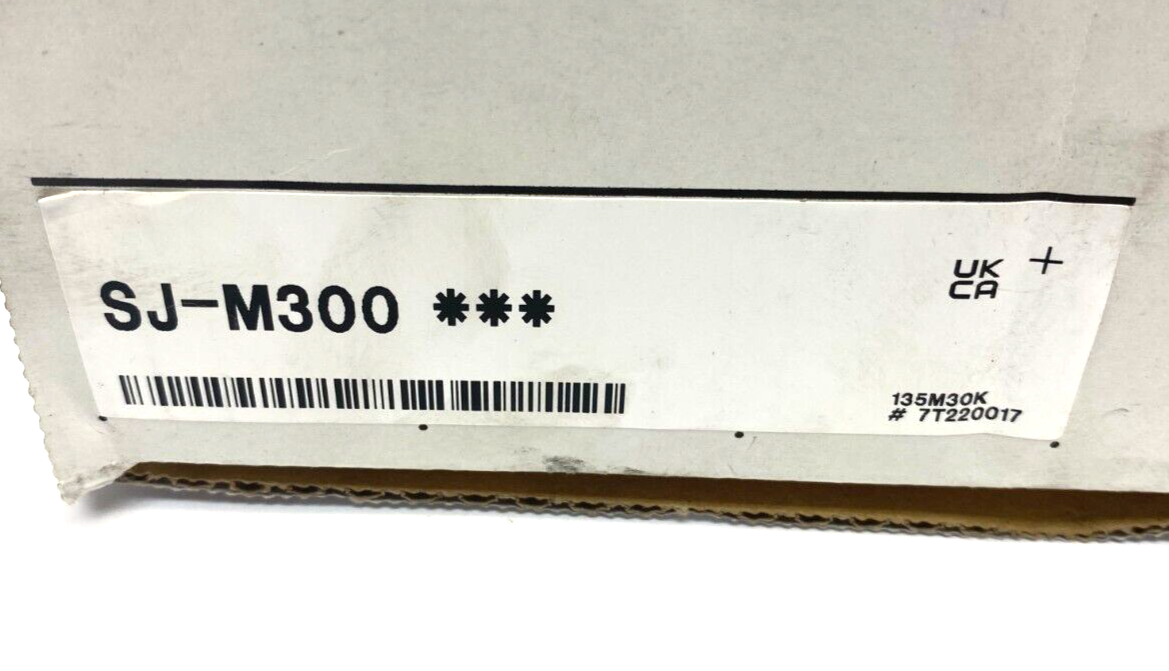 SJ-M300 ***
UK
CA
135M30K
# 7T220017